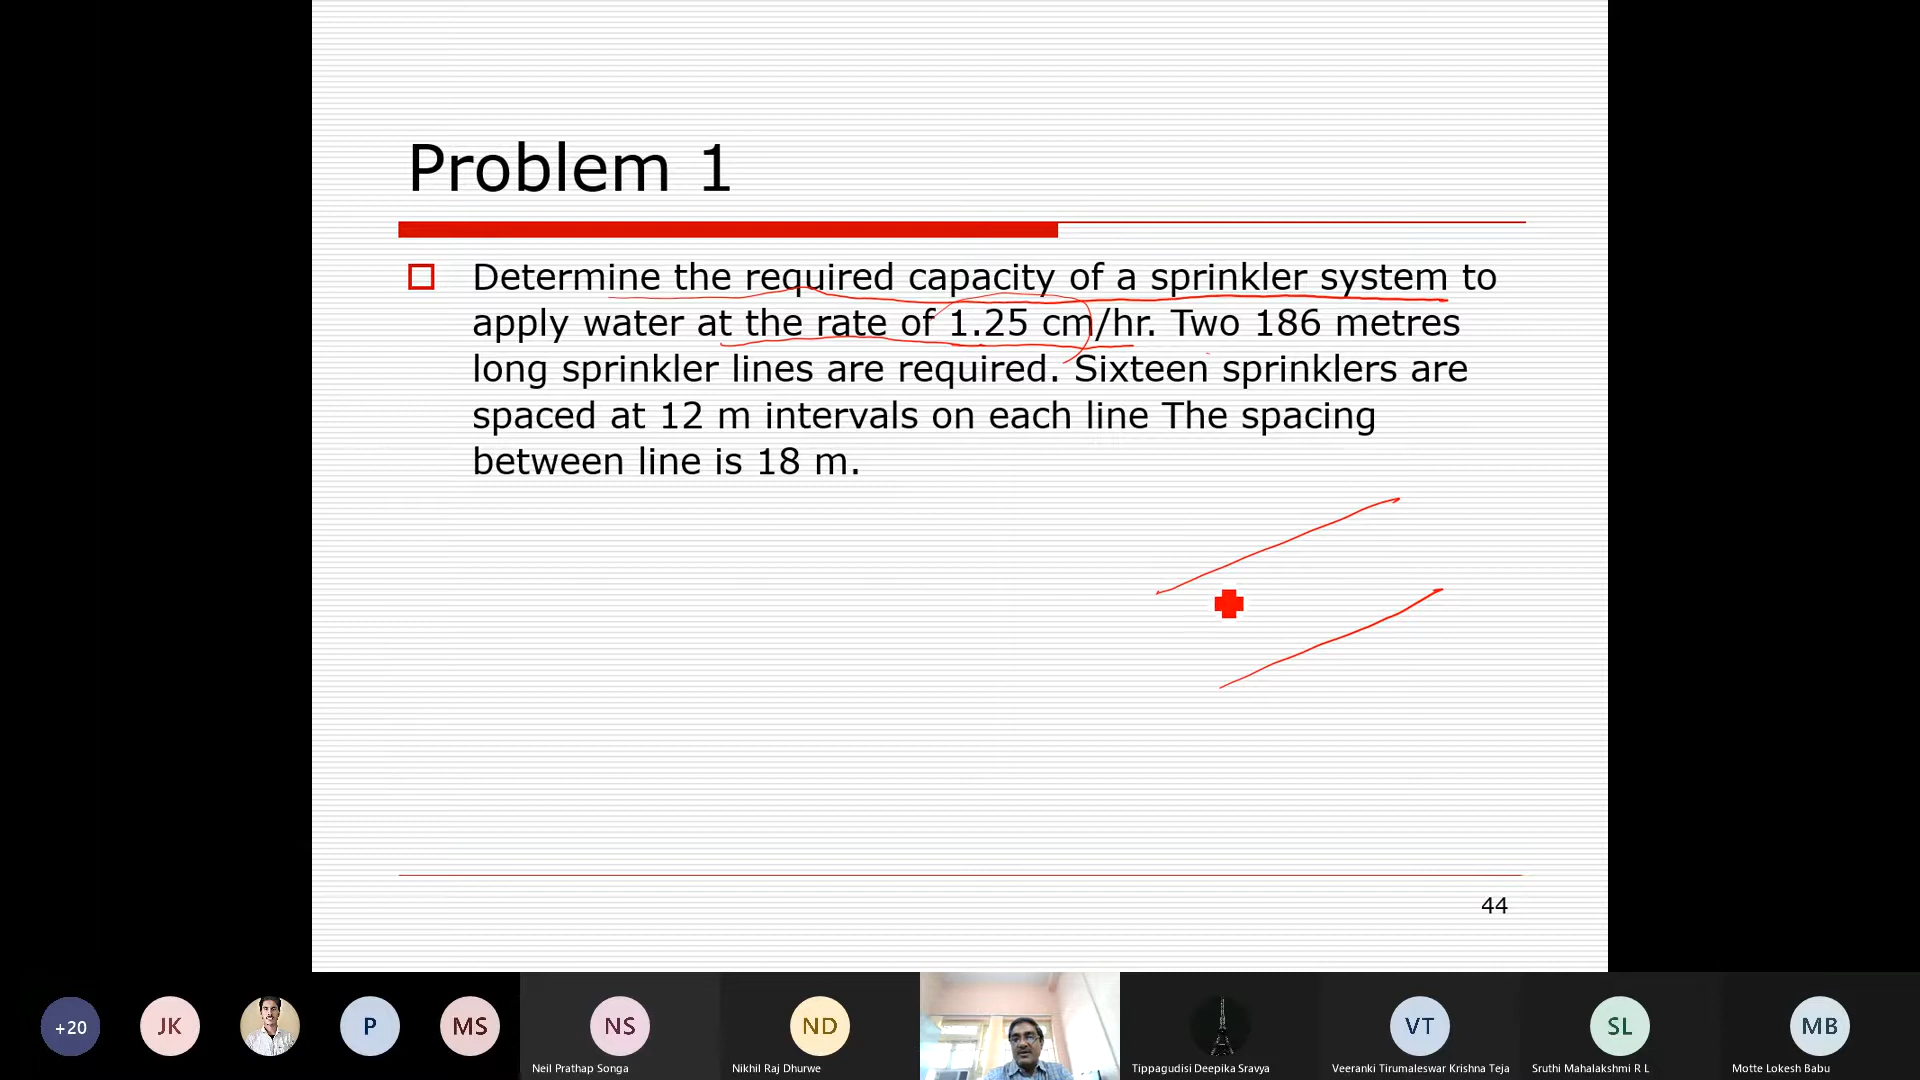 Problem 1
Determine the required capacity of a sprinkler system to
apply water at the rate of 1.25 cm/hr. Two 186 metres
long sprinkler lines are required. Sixteen sprinklers are
spaced at 12 m intervals on each line The spacing
between line is 18 m.
44
+20
JK
P
MS
NS
ND
VT
SL
MB
Neil Prathap Songa
Nikhil Raj Dhurwe
Tippagudisi Deepika Sravya
Veeranki Tirumaleswar Krishna Teja
Sruthi Mahalakshmi R L
Motte Lokesh Babu